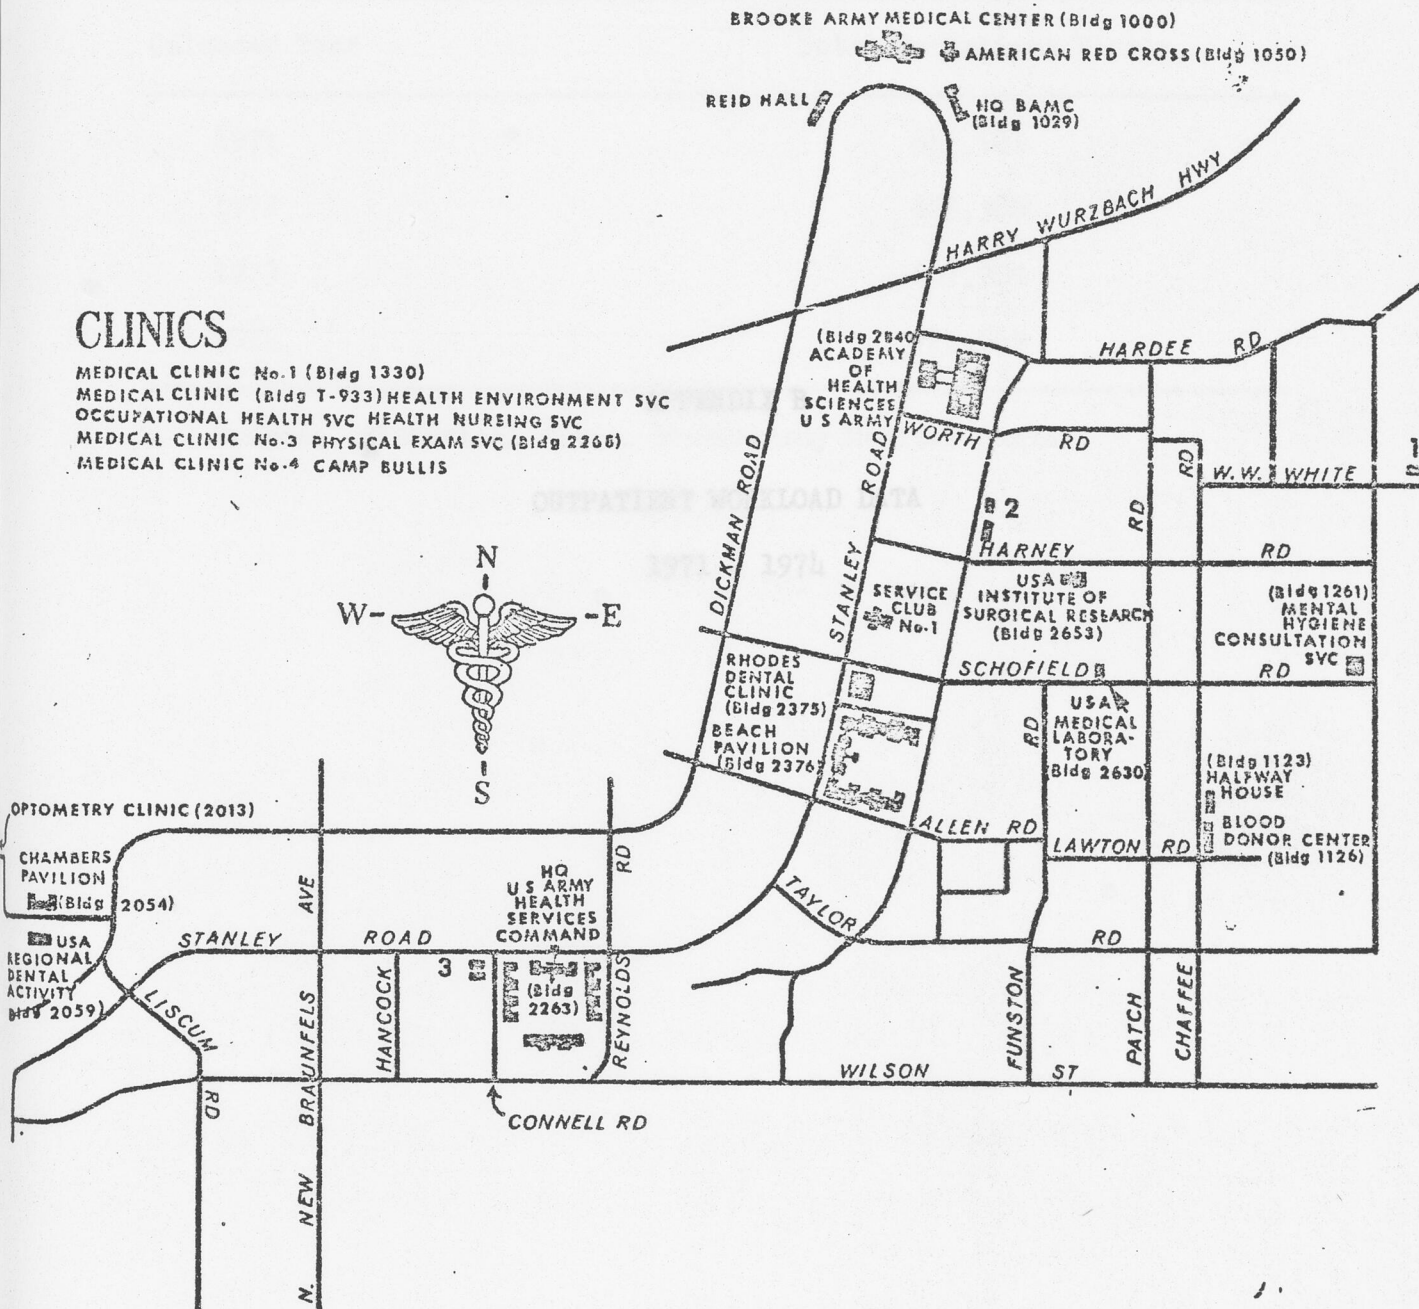 BROOKE ARMY MEDICAL CENTER (Bldg 1000)
AMERICAN RED CROSS (Bldg 1050)
REID HALL
HQ BAMC
(Bldg 1029)
HARRY WURZBACH HWY
CLINICS
MEDICAL CLINIC No.1 (Bldg 1330)
MEDICAL CLINIC (Bldg T-933) HEALTH ENVIRONMENT SVC
OCCUPATIONAL HEALTH SVC HEALTH NURSING SVC
MEDICAL CLINIC No.3 PHYSICAL EXAM SVC (Bldg 2268)
MEDICAL CLINIC No.4 CAMP BULLIS
(Bldg 2840
ACADEMY
OF
HEALTH
SCIENCES
U S ARMY
HARDEE RD
WORTH RD
DICKMAN ROAD
STANLEY ROAD
RD
RD
W.W. WHITE
1
2
HARNEY RD
OUTPATIENT WORKLOAD DATA
1971 1974
N
W-
-E
S
SERVICE
CLUB
No.1
USA
INSTITUTE OF
SURGICAL RESEARCH
(Bldg 2653)
(Bldg 1261)
MENTAL
HYGIENE
CONSULTATION
SVC
SCHOFIELD RD
RHODES
DENTAL
CLINIC
(Bldg 2375)
BEACH
PAVILION
(Bldg 2376
RD
USA
MEDICAL
LABORA-
TORY
(Bldg 2630)
(Bldg 1123)
HALFWAY
HOUSE
BLOOD
DONOR CENTER
(Bldg 1126)
OPTOMETRY CLINIC (2013)
CHAMBERS
PAVILION
(Bldg 2054)
ALLEN RD
LAWTON RD
TAYLOR RD
HQ
U S ARMY
HEALTH
SERVICES
COMMAND
(Bldg
2263)
STANLEY ROAD
USA
REGIONAL
DENTAL
ACTIVITY
Bldg 2059)
LISCUM RD
3
HANCOCK
REYNOLDS RD
FUNSTON
PATCH
CHAFFEE
WILSON ST
CONNELL RD
N. NEW BRAUNFELS AVE